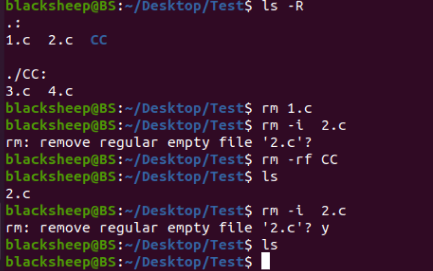 blacksheep@BS:~/Desktop/Test$ ls -R
.:
1.c  2.c  CC
./CC:
3.c  4.c
blacksheep@BS:~/Desktop/Test$ rm 1.c
blacksheep@BS:~/Desktop/Test$ rm -i  2.c
rm: remove regular empty file '2.c'?
blacksheep@BS:~/Desktop/Test$ rm -rf CC
blacksheep@BS:~/Desktop/Test$ ls
2.c
blacksheep@BS:~/Desktop/Test$ rm -i  2.c
rm: remove regular empty file '2.c'? y
blacksheep@BS:~/Desktop/Test$ ls
blacksheep@BS:~/Desktop/Test$